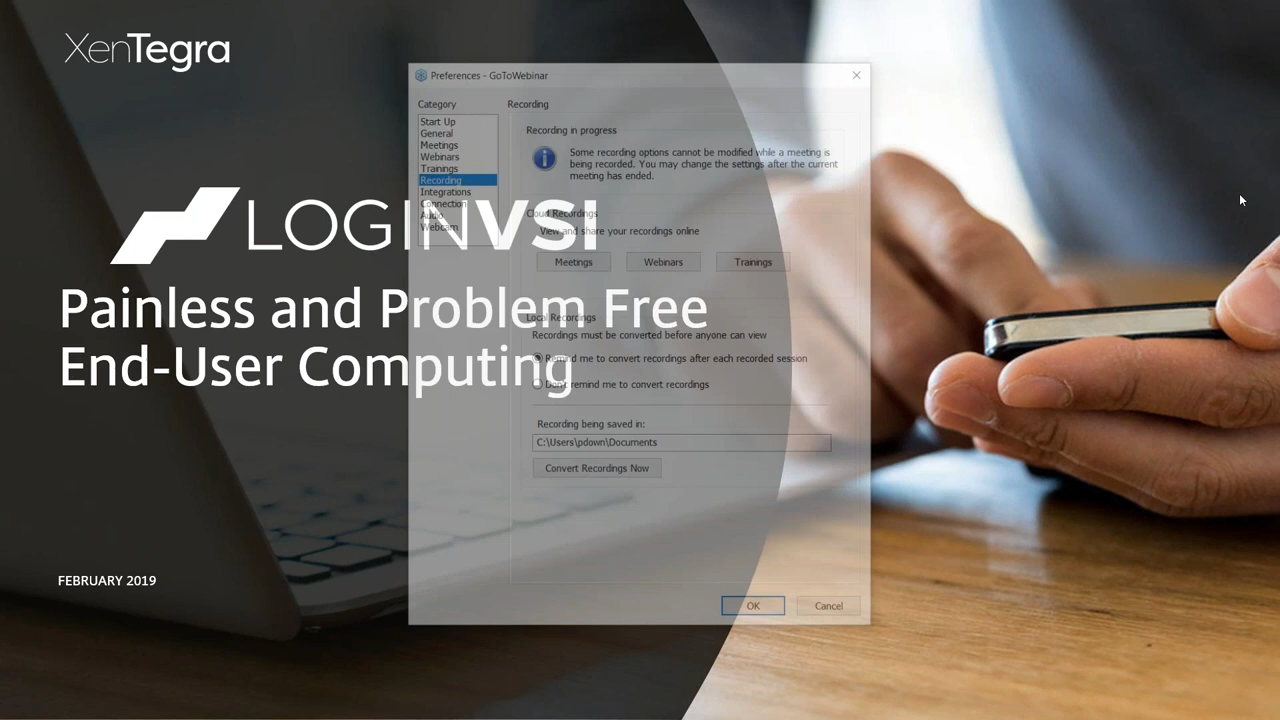 XenTegra
Preferences - GoToWebinar
Category
Recording
Start Up
General
Meetings
Webinars
Trainings
Recording
Integrations
Connection
Audio
Webcam
Recording in progress
Some recording options cannot be modified while a meeting is
being recorded. You may change the settings after the current
meeting has ended.
Cloud Recordings
View and share your recordings online
Meetings
Webinars
Trainings
Local Recordings
Recordings must be converted before anyone can view
Remind me to convert recordings after each recorded session
Don't remind me to convert recordings
Recording being saved in:
C:\Users\pdown\Documents
Convert Recordings Now
OK
Cancel
LOGINVSI
Painless and Problem Free
End-User Computing
FEBRUARY 2019